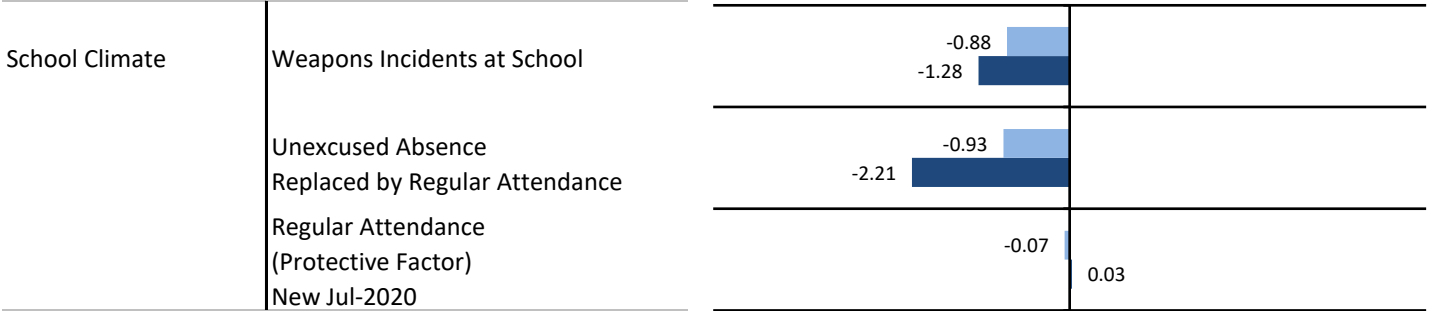 School Climate
Weapons Incidents at School
-0.88
-1.28
Unexcused Absence
Replaced by Regular Attendance
-0.93
-2.21
Regular Attendance
(Protective Factor)
New Jul-2020
-0.07
0.03